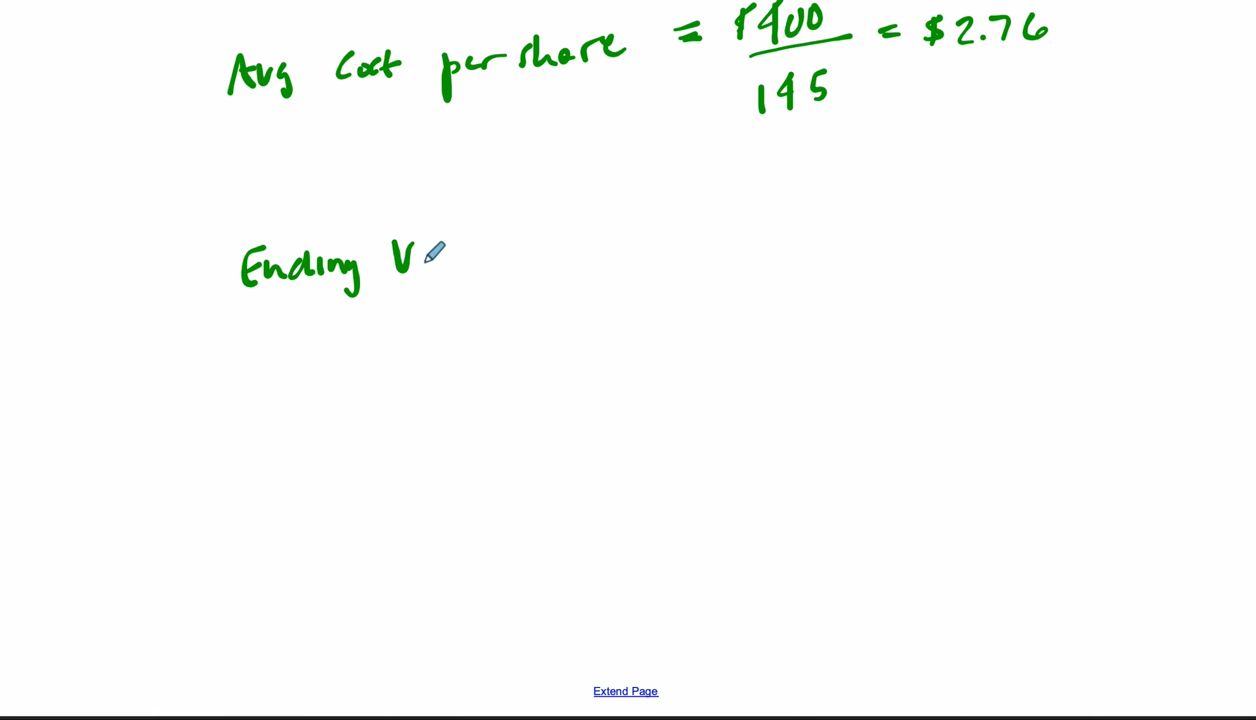 Avg Cost per share = $400 / 145 = $2.76
Ending V
Extend Page